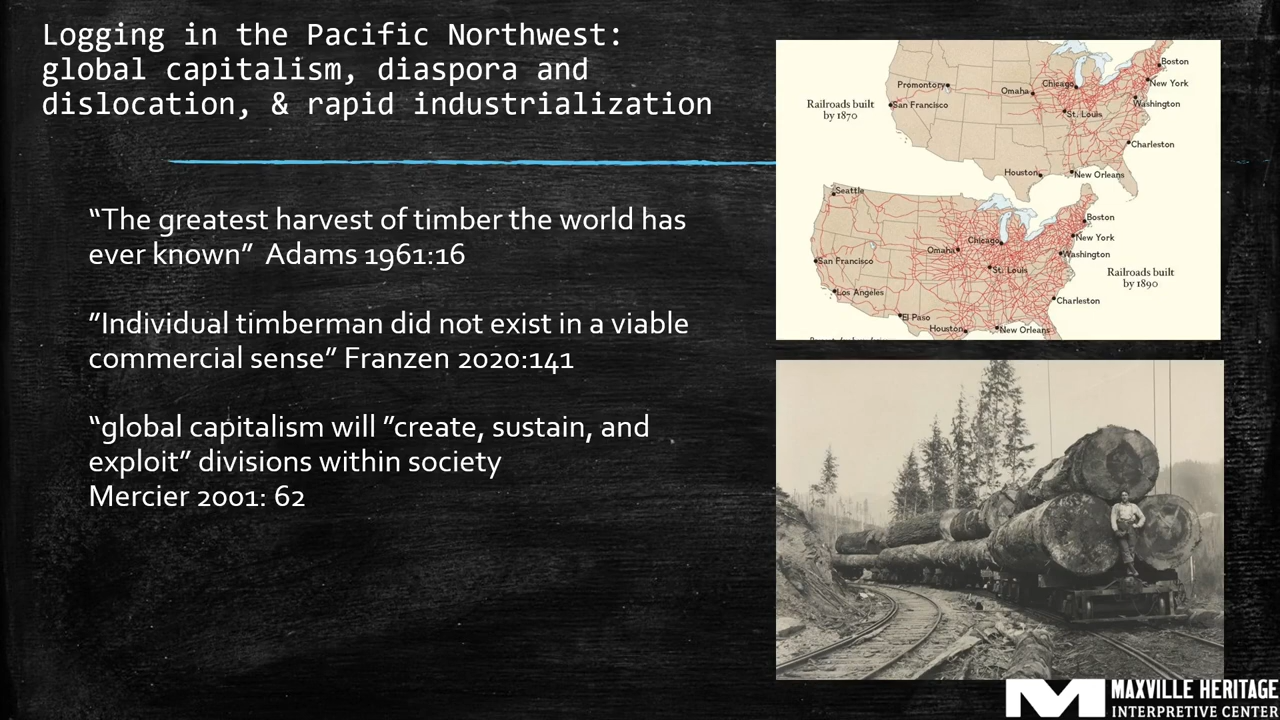 Logging in the Pacific Northwest:
global capitalism, diaspora and
dislocation, & rapid industrialization
“The greatest harvest of timber the world has
ever known” Adams 1961:16
”Individual timberman did not exist in a viable
commercial sense” Franzen 2020:141
“global capitalism will ”create, sustain, and
exploit” divisions within society
Mercier 2001: 62
Railroads built
by 1870
Promontory
San Francisco
Omaha
Chicago
St. Louis
Houston
New Orleans
Boston
New York
Washington
Charleston
Seattle
San Francisco
Los Angeles
El Paso
Houston
New Orleans
Omaha
Chicago
St. Louis
Boston
New York
Washington
Charleston
Railroads built
by 1890
M MAXVILLE HERITAGE
INTERPRETIVE CENTER